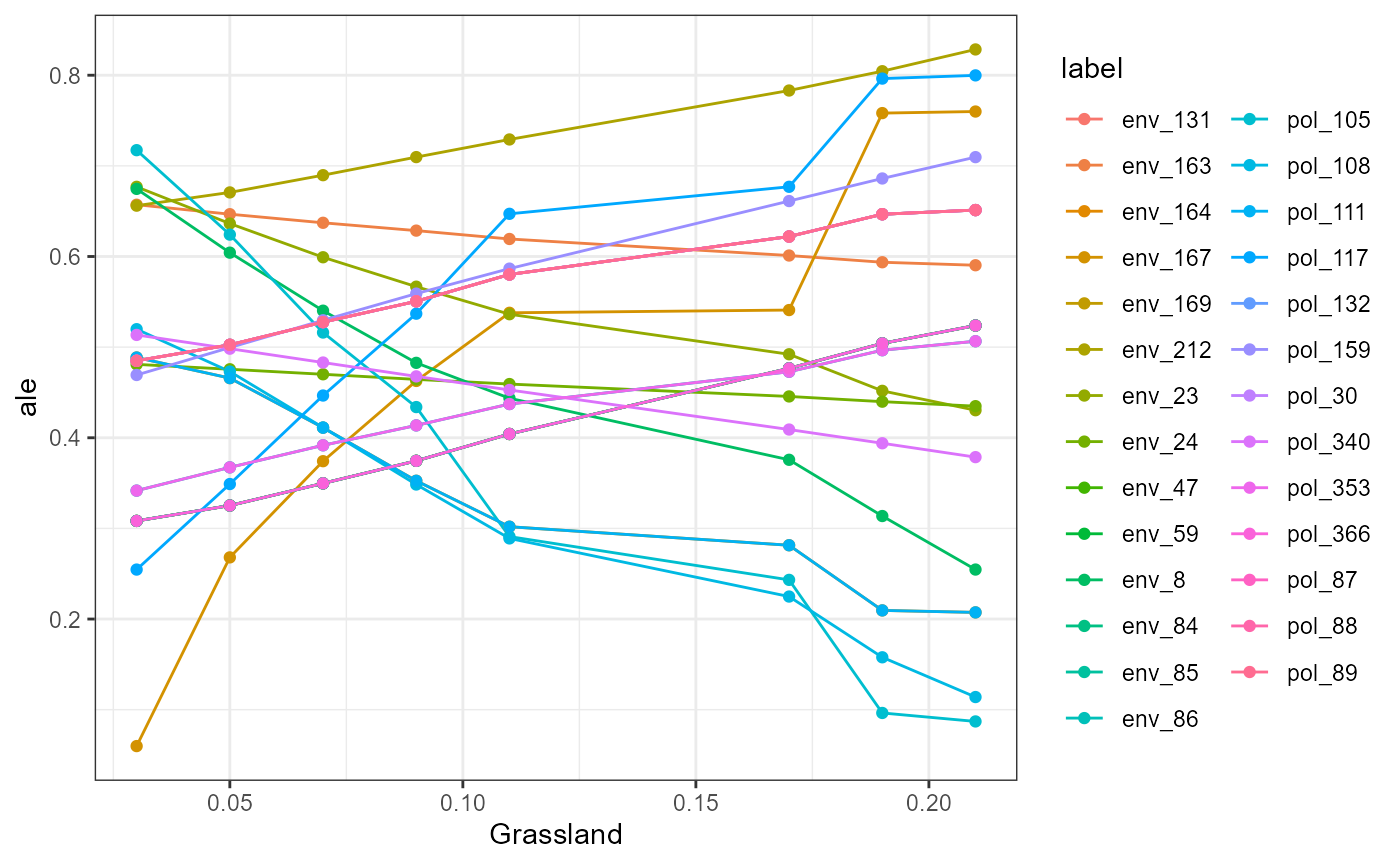 label
env_131
env_163
env_164
env_167
env_169
env_212
env_23
env_24
env_47
env_59
env_8
env_84
env_85
env_86
pol_105
pol_108
pol_111
pol_117
pol_132
pol_159
pol_30
pol_340
pol_353
pol_366
pol_87
pol_88
pol_89
ale
0.8
0.6
0.4
0.2
0.05 0.10 0.15 0.20
Grassland